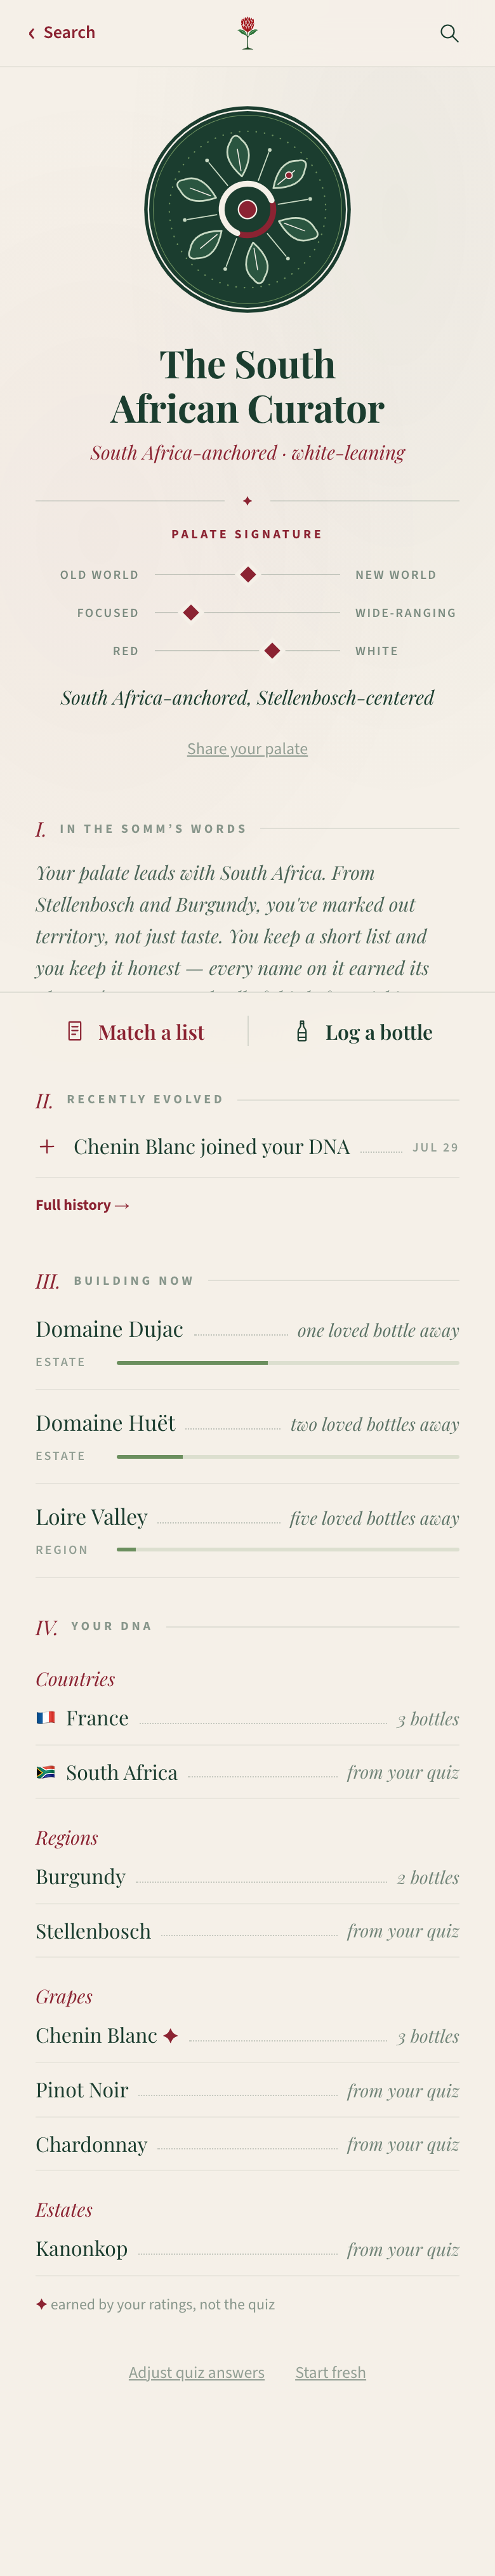 ‹ Search
The South
African Curator
South Africa-anchored · white-leaning
PALATE SIGNATURE
OLD WORLD NEW WORLD
FOCUSED WIDE-RANGING
RED WHITE
South Africa-anchored, Stellenbosch-centered
Share your palate
I. IN THE SOMM'S WORDS
Your palate leads with South Africa. From
Stellenbosch and Burgundy, you've marked out
territory, not just taste. You keep a short list and
you keep it honest — every name on it earned its
Match a list Log a bottle
II. RECENTLY EVOLVED
+ Chenin Blanc joined your DNA JUL 29
Full history →
III. BUILDING NOW
Domaine Dujac one loved bottle away
ESTATE
Domaine Huët two loved bottles away
ESTATE
Loire Valley five loved bottles away
REGION
IV. YOUR DNA
Countries
France 3 bottles
South Africa from your quiz
Regions
Burgundy 2 bottles
Stellenbosch from your quiz
Grapes
Chenin Blanc ✦ 3 bottles
Pinot Noir from your quiz
Chardonnay from your quiz
Estates
Kanonkop from your quiz
✦ earned by your ratings, not the quiz
Adjust quiz answers Start fresh